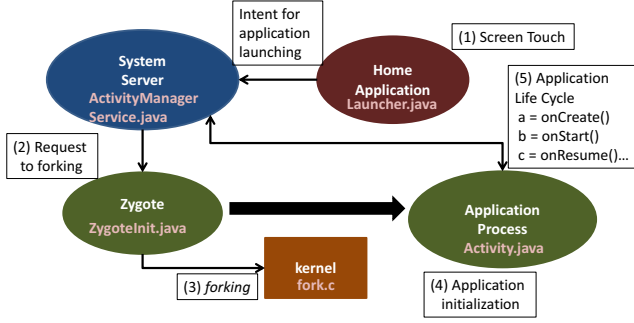 Intent for
application
launching
(1) Screen Touch
System
Server
ActivityManager
Service.java
Home
Application
Launcher.java
(5) Application
Life Cycle
a = onCreate()
b = onStart()
c = onResume()...
(2) Request
to forking
Zygote
ZygoteInit.java
Application
Process
Activity.java
(3) forking
kernel
fork.c
(4) Application
initialization